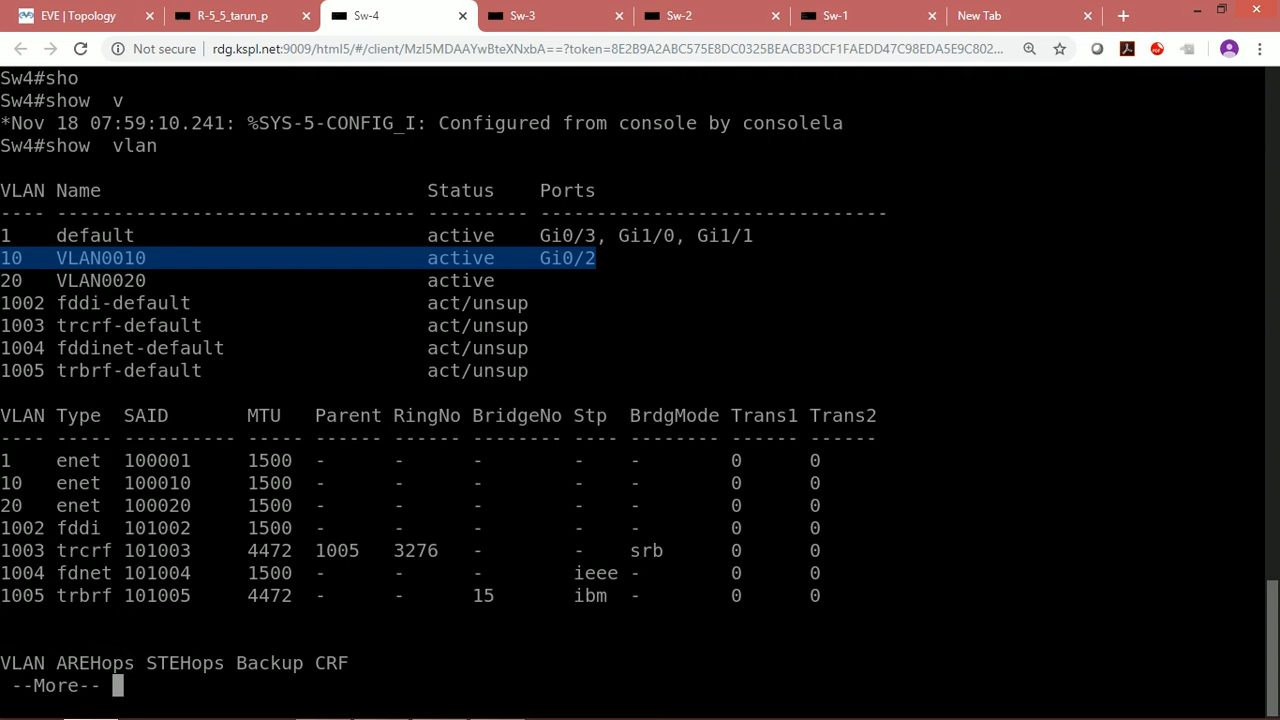 EVE | Topology
R-5_5_tarun_p
Sw-4
Sw-3
Sw-2
Sw-1
New Tab
Not secure | rdg.kspl.net:9009/html5/#/client/MzI5MDAAYwBteXNxbA==?token=8E2B9A2ABC575E8DC0325BEACB3DCF1FAEDD47C98EDA5E9C802...
Sw4#sho
Sw4#show  v
*Nov 18 07:59:10.241: %SYS-5-CONFIG_I: Configured from console by consolela
Sw4#show  vlan
VLAN Name                             Status    Ports
---- -------------------------------- --------- -------------------------------
1    default                          active    Gi0/3, Gi1/0, Gi1/1
10   VLAN0010                         active    Gi0/2
20   VLAN0020                         active
1002 fddi-default                     act/unsup
1003 trcrf-default                    act/unsup
1004 fddinet-default                  act/unsup
1005 trbrf-default                    act/unsup
VLAN Type  SAID       MTU   Parent RingNo BridgeNo Stp  BrdgMode Trans1 Trans2
---- ----- ---------- ----- ------ ------ -------- ---- -------- ------ ------
1    enet  100001     1500  -      -      -        -    -        0      0
10   enet  100010     1500  -      -      -        -    -        0      0
20   enet  100020     1500  -      -      -        -    -        0      0
1002 fddi  101002     1500  -      -      -        -    -        0      0
1003 trcrf 101003     4472  1005   3276   -        -    srb      0      0
1004 fdnet 101004     1500  -      -      -        ieee -        0      0
1005 trbrf 101005     4472  -      -      15       ibm  -        0      0
VLAN AREHops STEHops Backup CRF
 --More--